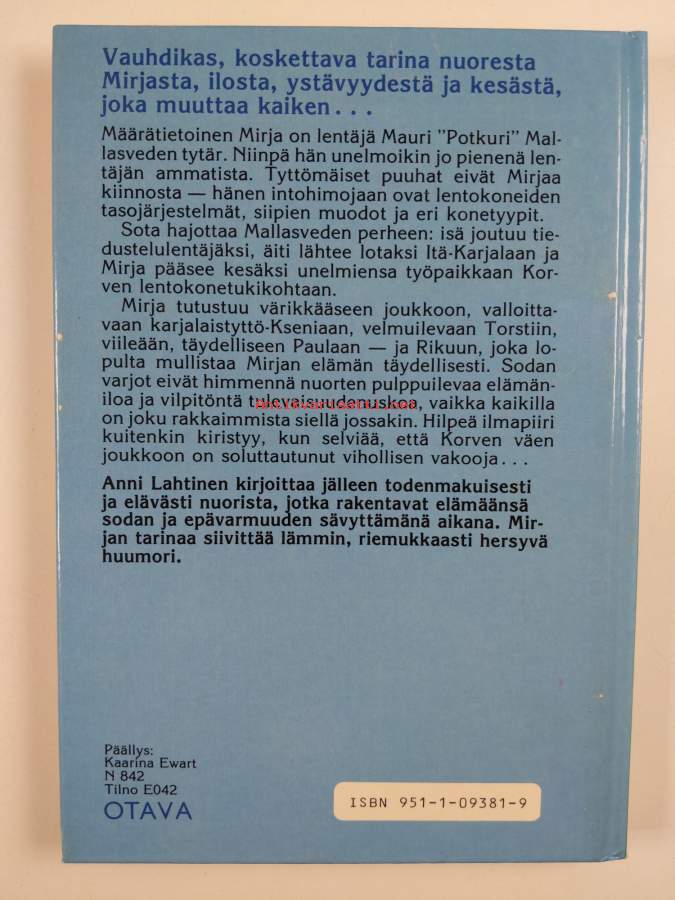 Vauhdikas, koskettava tarina nuoresta
Mirjasta, ilosta, ystävyydestä ja kesästä,
joka muuttaa kaiken . . .
Määrätietoinen Mirja on lentäjä Mauri "Potkuri" Mal-
lasveden tytär. Niinpä hän unelmoikin jo pienenä len-
täjän ammatista. Tyttömäiset puuhat eivät Mirjaa
kiinnosta — hänen intohimojaan ovat lentokoneiden
tasojärjestelmät, siipien muodot ja eri konetyypit.
Sota hajottaa Mallasveden perheen: isä joutuu tie-
dustelulentäjäksi, äiti lähtee lotaksi Itä-Karjalaan ja
Mirja pääsee kesäksi unelmiensa työpaikkaan Kor-
ven lentokonetukikohtaan.
Mirja tutustuu värikkääseen joukkoon, valloitta-
vaan karjalaistyttö-Kseniaan, velmuilevaan Torstiin,
viileään, täydelliseen Paulaan — ja Rikuun, joka lo-
pulta mullistaa Mirjan elämän täydellisesti. Sodan
varjot eivät himmennä nuorten pulppuilevaa elämän-
iloa ja vilpitöntä tulevaisuudenuskoa, vaikka kaikilla
on joku rakkaimmista siellä jossakin. Hilpeä ilmapiiri
kuitenkin kiristyy, kun selviää, että Korven väen
joukkoon on soluttautunut vihollisen vakooja . . .
Anni Lahtinen kirjoittaa jälleen todenmakuisesti
ja elävästi nuorista, jotka rakentavat elämäänsä
sodan ja epävarmuuden sävyttämänä aikana. Mir-
jan tarinaa siivittää lämmin, riemukkaasti hersyvä
huumori.
Päällys:
Kaarina Ewart
N 842
Tilno E042
OTAVA
ISBN 951-1-09381-9